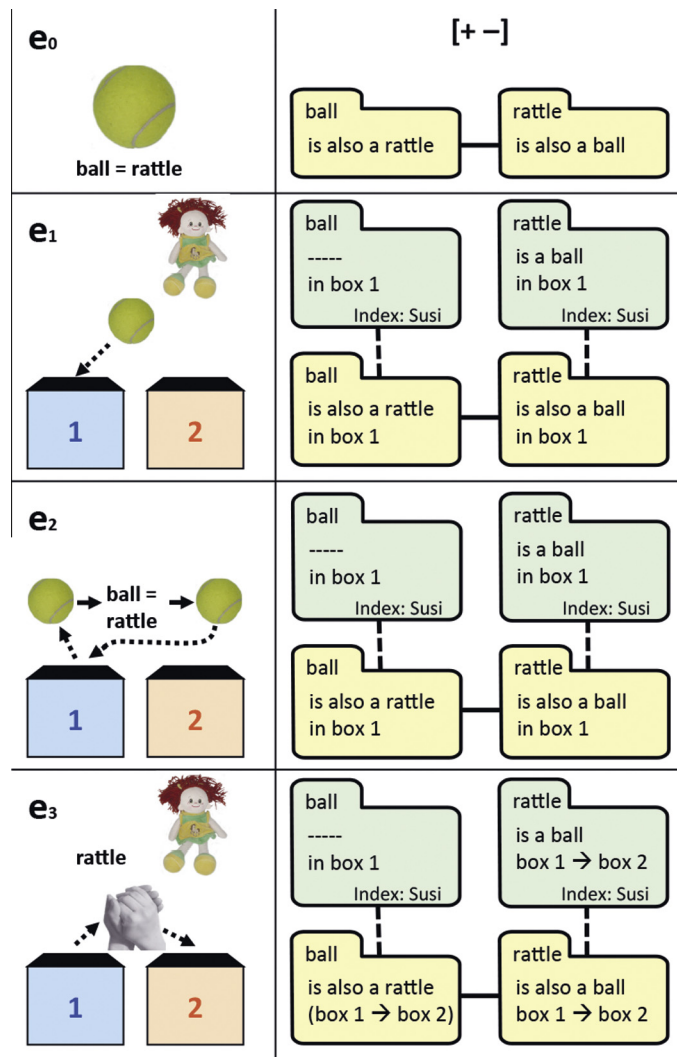 e0
[+ −]
ball = rattle
ball
is also a rattle
rattle
is also a ball
e1
1
2
ball
-----
in box 1
Index: Susi
rattle
is a ball
in box 1
Index: Susi
ball
is also a rattle
in box 1
rattle
is also a ball
in box 1
e2
ball =
rattle
1
2
ball
-----
in box 1
Index: Susi
rattle
is a ball
in box 1
Index: Susi
ball
is also a rattle
in box 1
rattle
is also a ball
in box 1
e3
rattle
1
2
ball
-----
in box 1
Index: Susi
rattle
is a ball
box 1 → box 2
Index: Susi
ball
is also a rattle
(box 1 → box 2)
rattle
is also a ball
box 1 → box 2